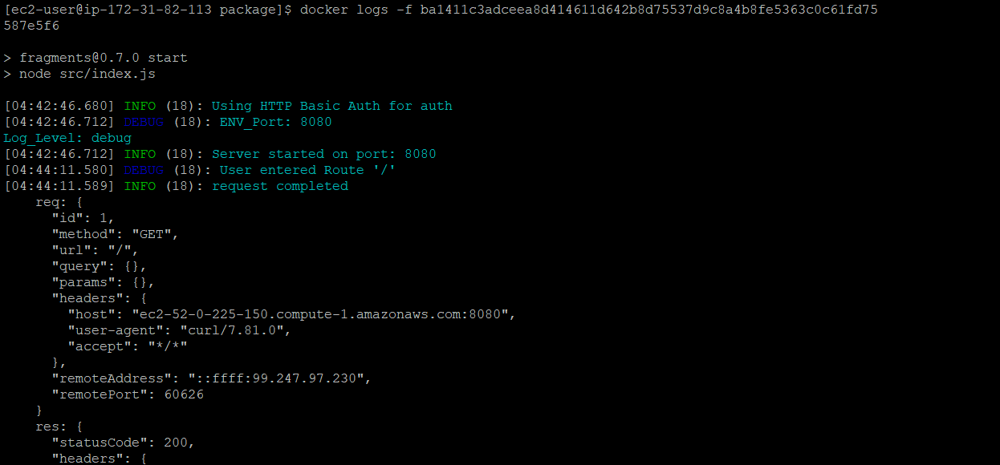 [ec2-user@ip-172-31-82-113 package]$ docker logs -f ba1411c3adceea8d414611d642b8d75537d9c8a4b8fe5363c0c61fd75
587e5f6
> fragments@0.7.0 start
> node src/index.js
[04:42:46.680] INFO (18): Using HTTP Basic Auth for auth
[04:42:46.712] DEBUG (18): ENV_Port: 8080
Log_Level: debug
[04:42:46.712] INFO (18): Server started on port: 8080
[04:44:11.580] DEBUG (18): User entered Route '/'
[04:44:11.589] INFO (18): request completed
    req: {
      "id": 1,
      "method": "GET",
      "url": "/",
      "query": {},
      "params": {},
      "headers": {
        "host": "ec2-52-0-225-150.compute-1.amazonaws.com:8080",
        "user-agent": "curl/7.81.0",
        "accept": "*/*"
      },
      "remoteAddress": "::ffff:99.247.97.230",
      "remotePort": 60626
    }
    res: {
      "statusCode": 200,
      "headers": {